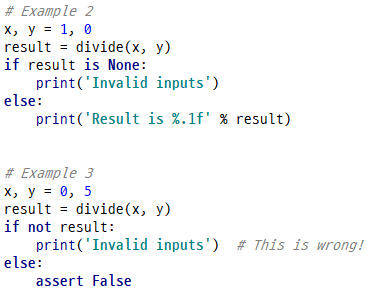 # Example 2
x, y = 1, 0
result = divide(x, y)
if result is None:
    print('Invalid inputs')
else:
    print('Result is %.1f' % result)
# Example 3
x, y = 0, 5
result = divide(x, y)
if not result:
    print('Invalid inputs')  # This is wrong!
else:
    assert False